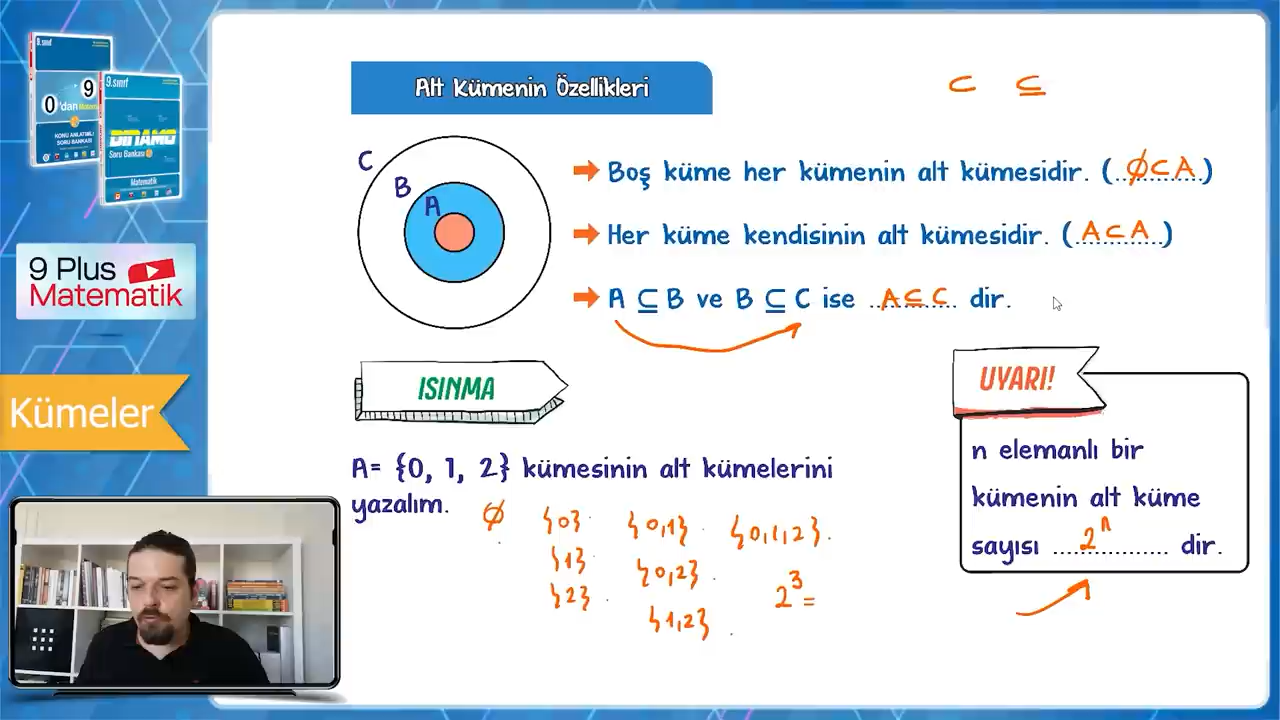 9. sınıf
0'dan 9
Matematik
KONU ANLATIMLI
SORU BANKASI
9.sınıf
DİNAMO
Soru Bankası
Matematik
9 Plus
Matematik
Kümeler
Alt Kümenin Özellikleri
⊂ ⊆
C
B
A
➡ Boş küme her kümenin alt kümesidir. (..∅⊂A..)
➡ Her küme kendisinin alt kümesidir. (A⊂A)
➡ A ⊆ B ve B ⊆ C ise A⊆C dir.
ISINMA
A= {0, 1, 2} kümesinin alt kümelerini
yazalım.
∅ {0} {0,1} {0,1,2}
{1} {0,2}
{2} {1,2}
2³=
UYARI!
n elemanlı bir
kümenin alt küme
sayısı ....2ⁿ.... dir.